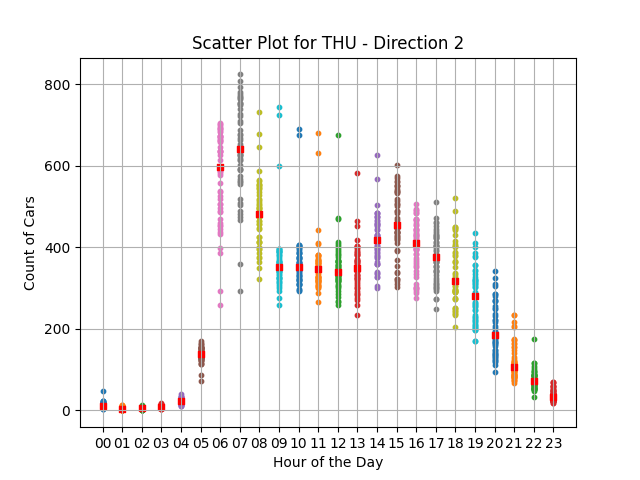 Scatter Plot for THU - Direction 2
800
600
400
200
0
Count of Cars
00 01 02 03 04 05 06 07 08 09 10 11 12 13 14 15 16 17 18 19 20 21 22 23
Hour of the Day